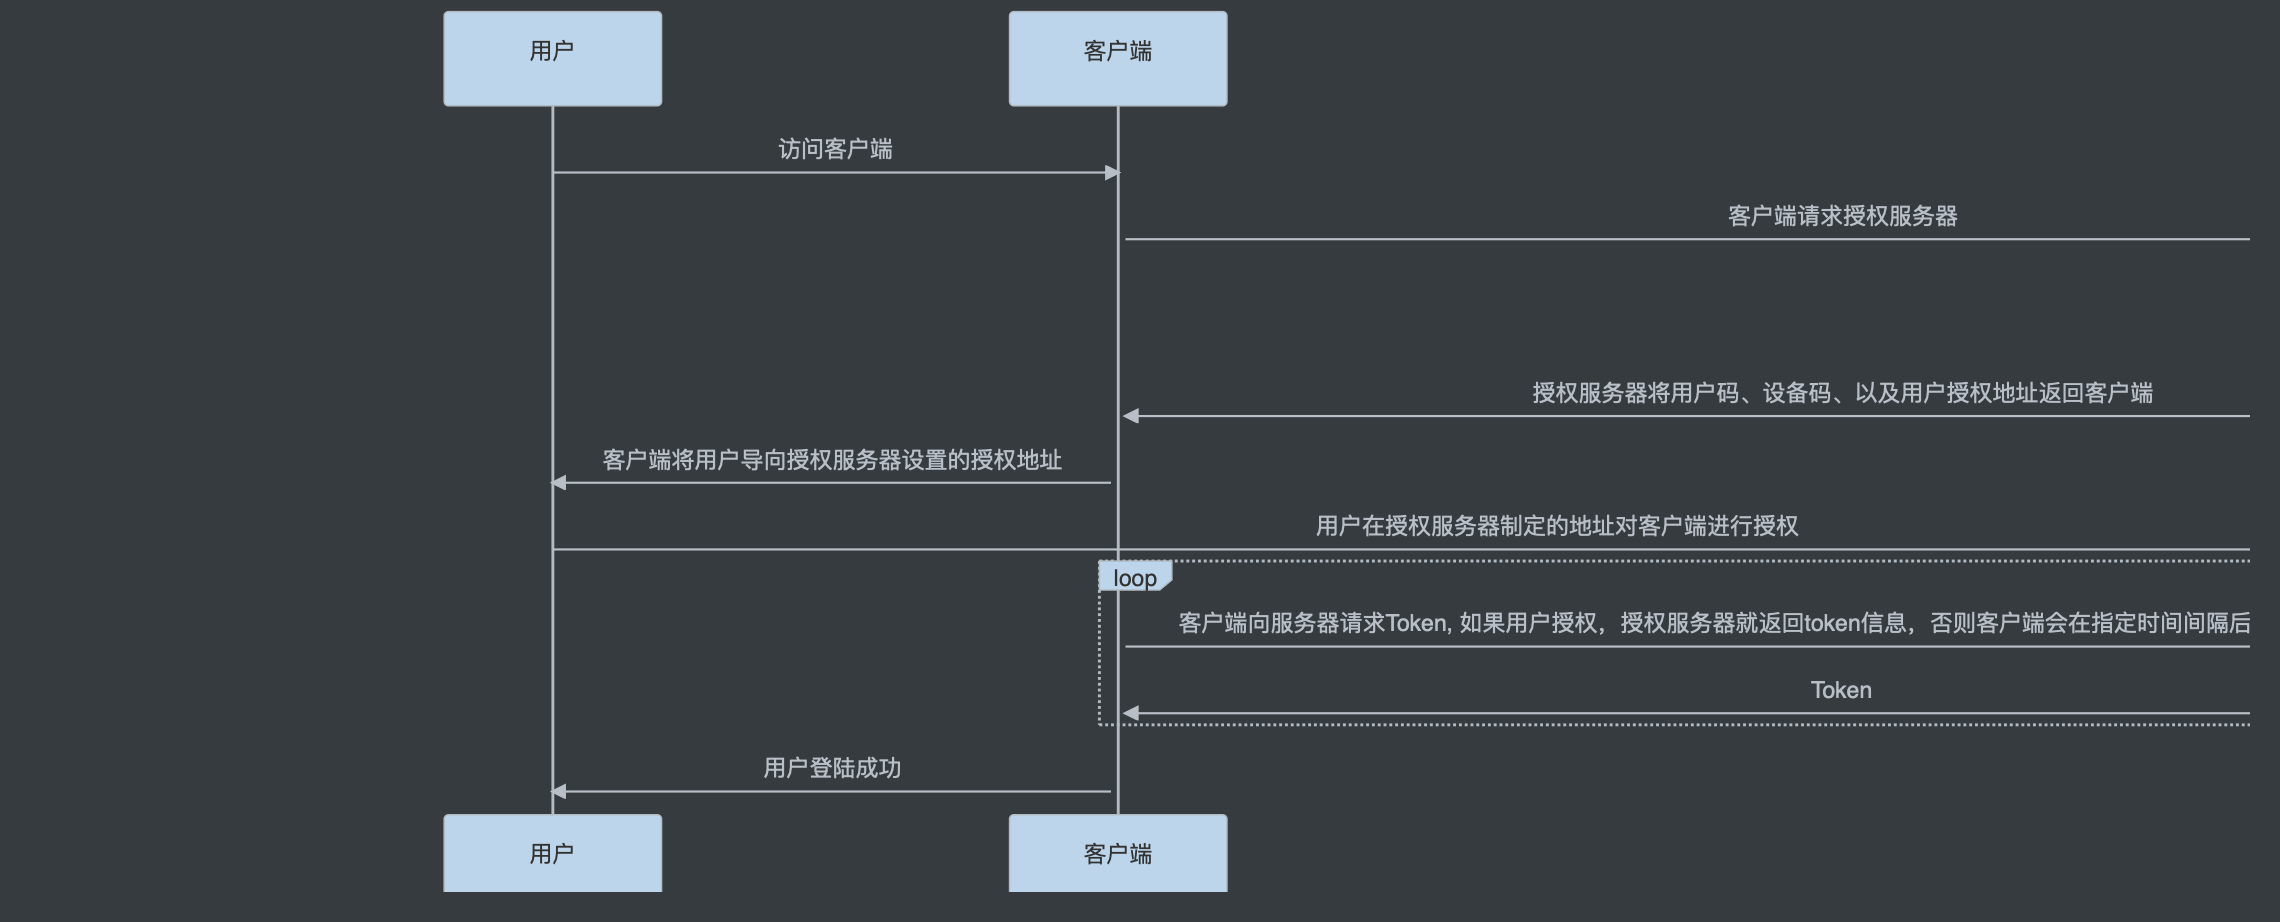 用户
客户端
访问客户端
客户端请求授权服务器
授权服务器将用户码、设备码、以及用户授权地址返回客户端
客户端将用户导向授权服务器设置的授权地址
用户在授权服务器制定的地址对客户端进行授权
loop
客户端向服务器请求Token, 如果用户授权，授权服务器就返回token信息，否则客户端会在指定时间间隔后
Token
用户登陆成功
用户
客户端